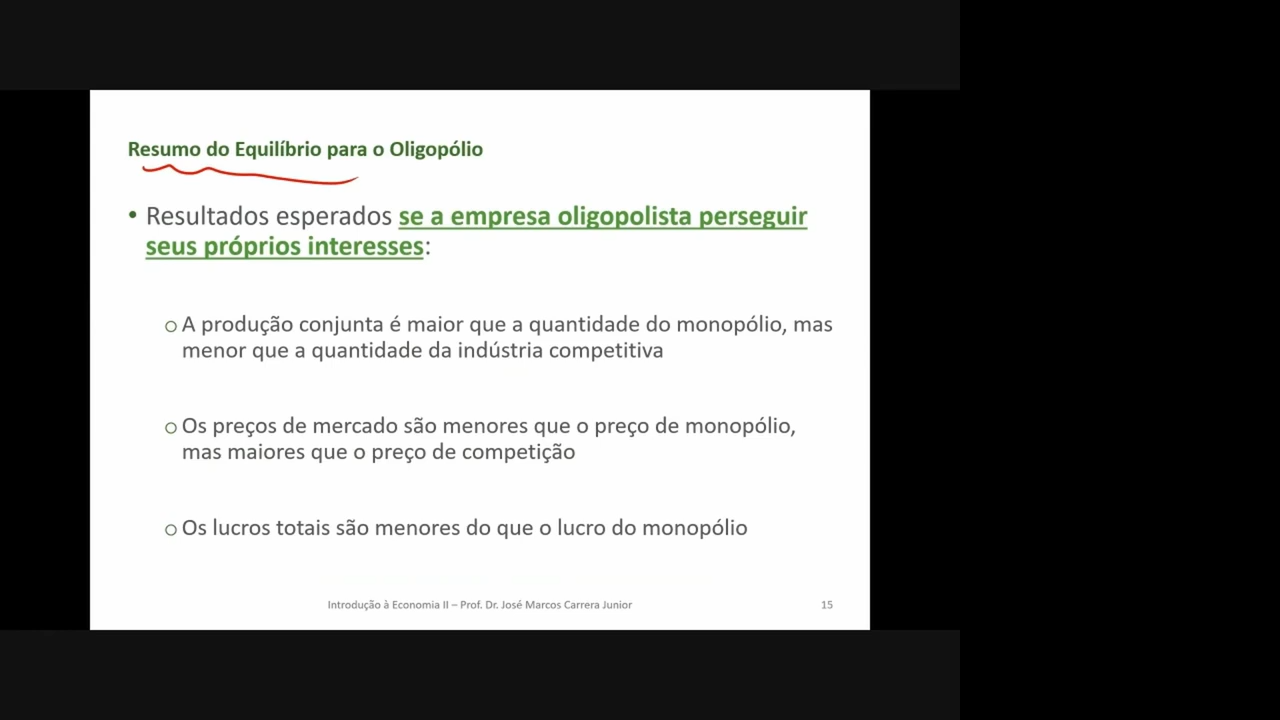 Resumo do Equilíbrio para o Oligopólio
• Resultados esperados se a empresa oligopolista perseguir
seus próprios interesses:
o A produção conjunta é maior que a quantidade do monopólio, mas
menor que a quantidade da indústria competitiva
o Os preços de mercado são menores que o preço de monopólio,
mas maiores que o preço de competição
o Os lucros totais são menores do que o lucro do monopólio
Introdução à Economia II – Prof. Dr. José Marcos Carrera Junior
15